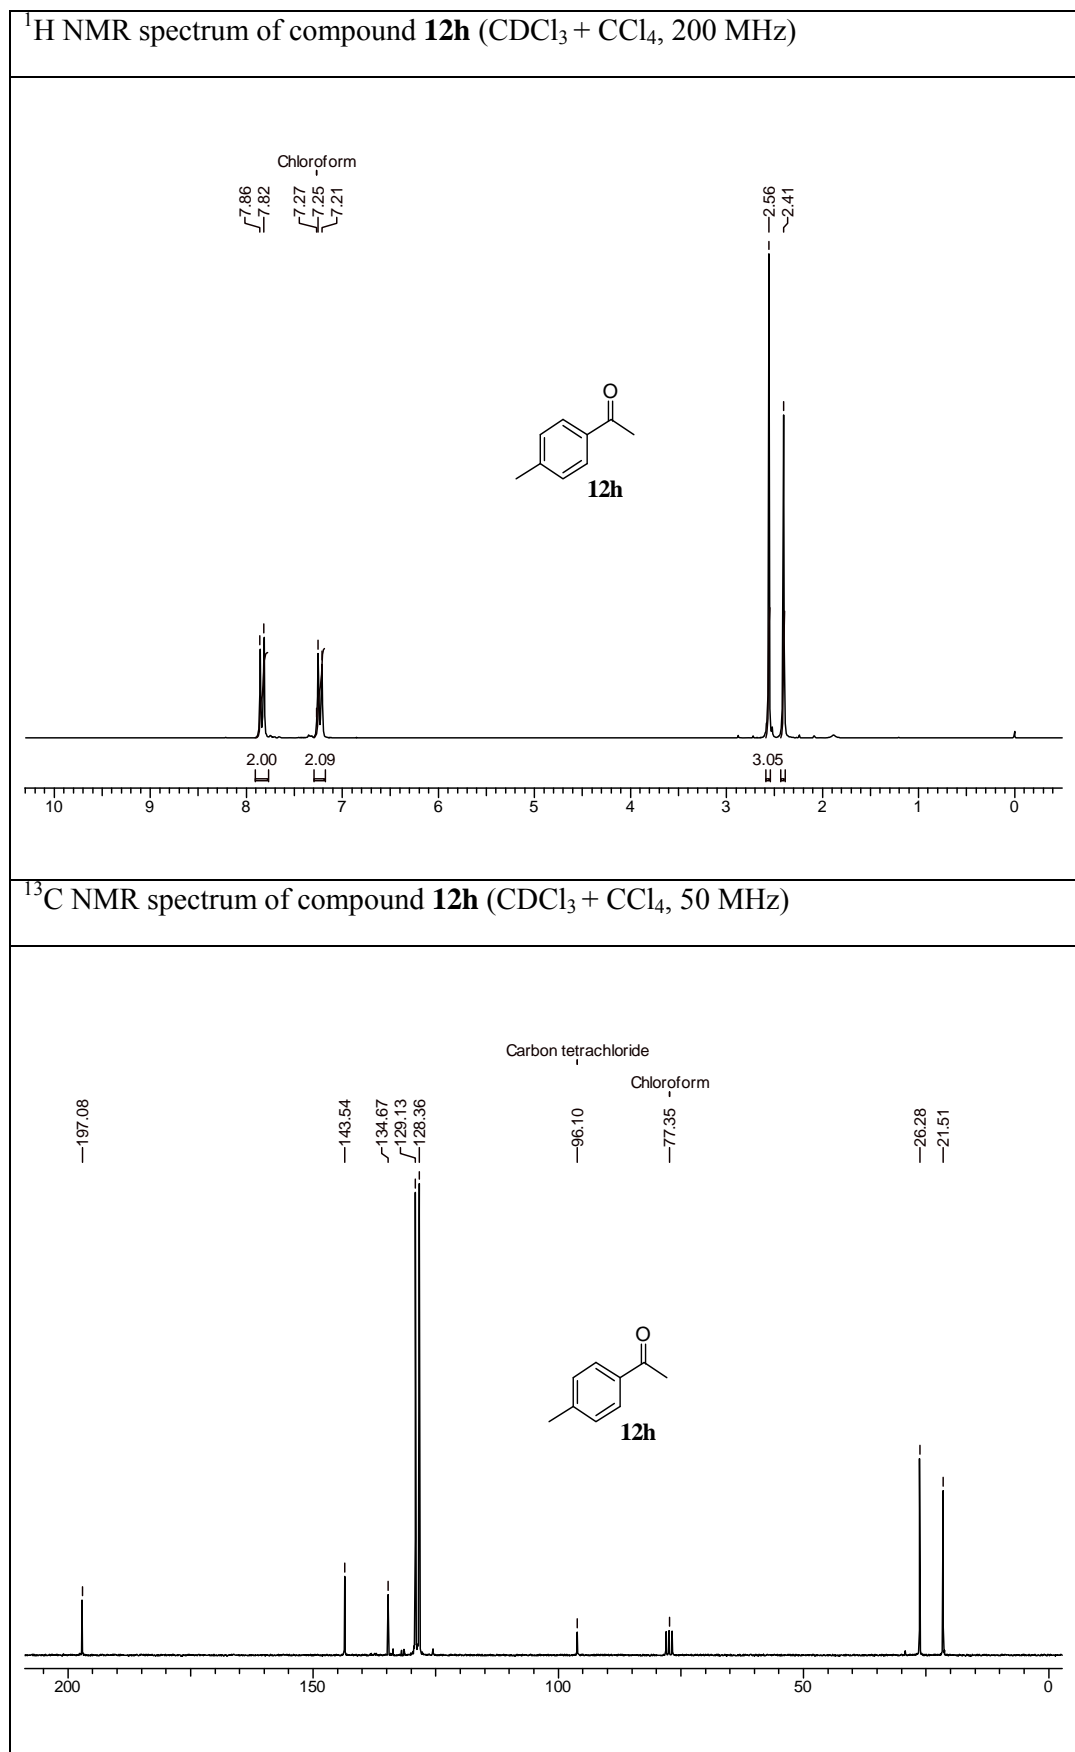 ¹H NMR spectrum of compound 12h (CDCl₃ + CCl₄, 200 MHz)
Chloroform
7.86
7.82
7.27
7.25
7.21
2.56
2.41
O
12h
2.00 2.09 3.05
10 9 8 7 6 5 4 3 2 1 0
¹³C NMR spectrum of compound 12h (CDCl₃ + CCl₄, 50 MHz)
Carbon tetrachloride
Chloroform
197.08
143.54
134.67
129.13
128.36
96.10
77.35
26.28
21.51
O
12h
200 150 100 50 0